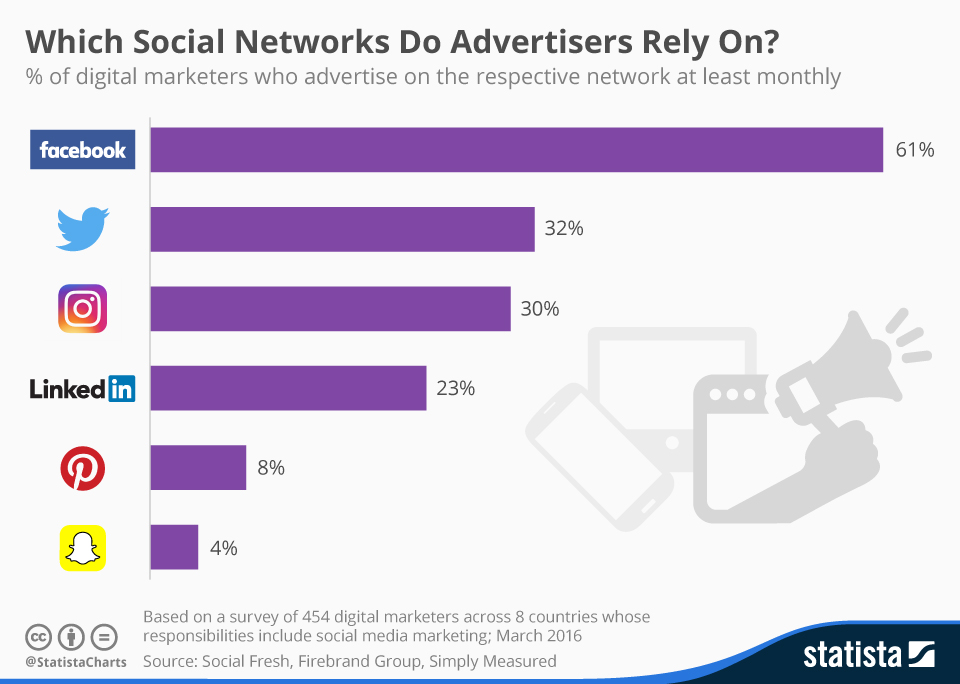 Which Social Networks Do Advertisers Rely On?
% of digital marketers who advertise on the respective network at least monthly
facebook
61%
32%
30%
Linkedin
23%
8%
4%
Based on a survey of 454 digital marketers across 8 countries whose
responsibilities include social media marketing; March 2016
cc
@StatistaCharts
Source: Social Fresh, Firebrand Group, Simply Measured
statista